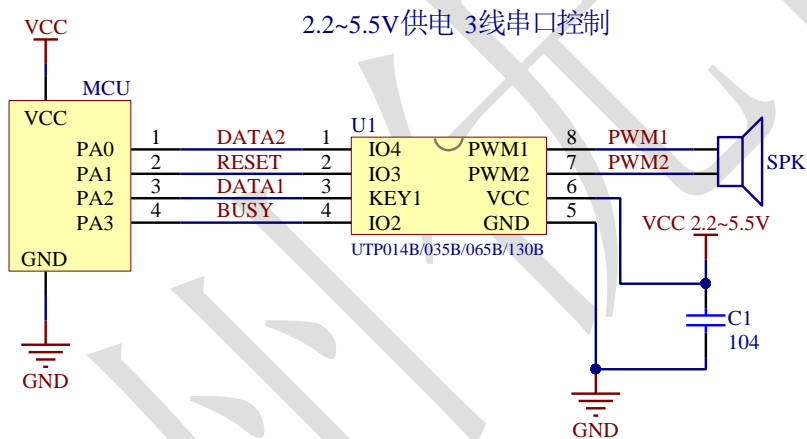 2.2~5.5V供电 3线串口控制
VCC
MCU
VCC
PA0 1 DATA2 1 IO4
PA1 2 RESET 2 IO3
PA2 3 DATA1 3 KEY1
PA3 4 BUSY 4 IO2
GND
GND
U1
PWM1 8 PWM1
PWM2 7 PWM2
VCC 6
GND 5
UTP014B/035B/065B/130B
SPK
VCC 2.2~5.5V
C1
104
GND